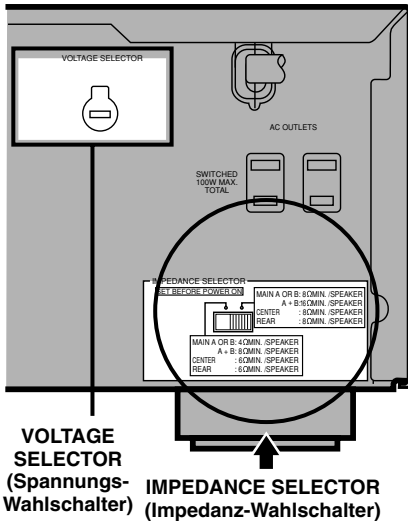 VOLTAGE SELECTOR
AC OUTLETS
SWITCHED
100W MAX.
TOTAL
IMPEDANCE SELECTOR
SET BEFORE POWER ON
MAIN A OR B: 8ΩMIN. /SPEAKER
A + B:16ΩMIN. /SPEAKER
CENTER : 8ΩMIN. /SPEAKER
REAR : 8ΩMIN. /SPEAKER
MAIN A OR B: 4ΩMIN. /SPEAKER
A + B: 8ΩMIN. /SPEAKER
CENTER : 6ΩMIN. /SPEAKER
REAR : 6ΩMIN. /SPEAKER
VOLTAGE
SELECTOR
(Spannungs-
Wahlschalter)
IMPEDANCE SELECTOR
(Impedanz-Wahlschalter)